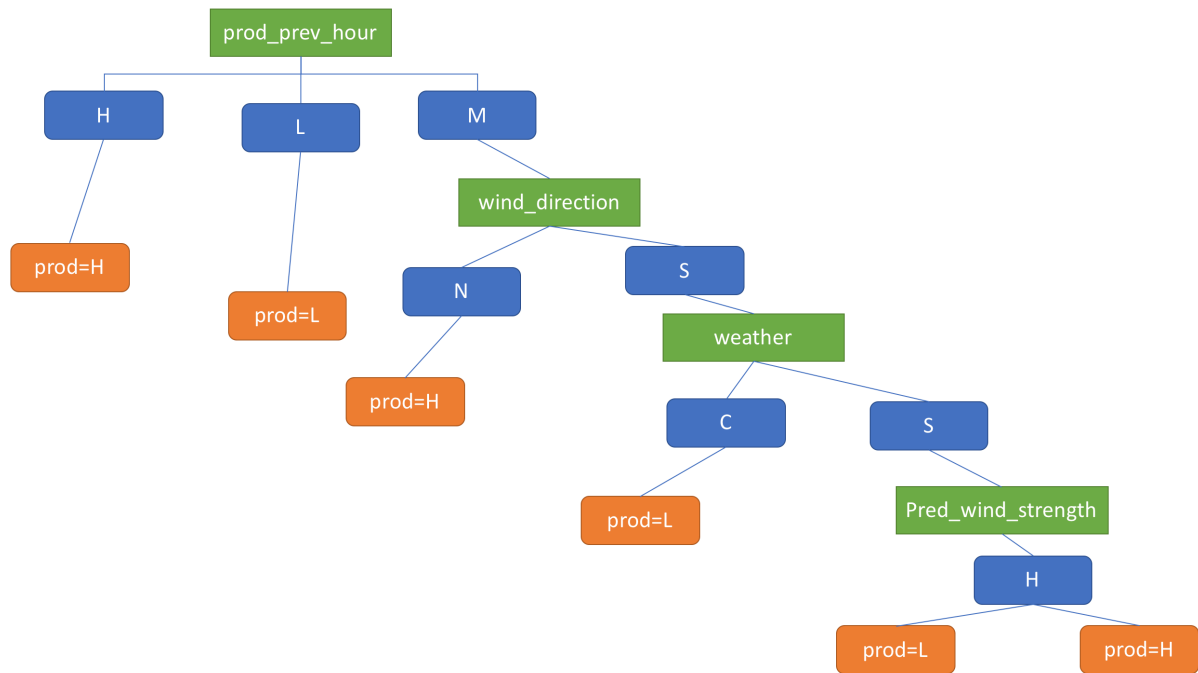 prod_prev_hour
H
L
M
wind_direction
prod=H
N
S
prod=L
weather
prod=H
C
S
prod=L
Pred_wind_strength
H
prod=L
prod=H